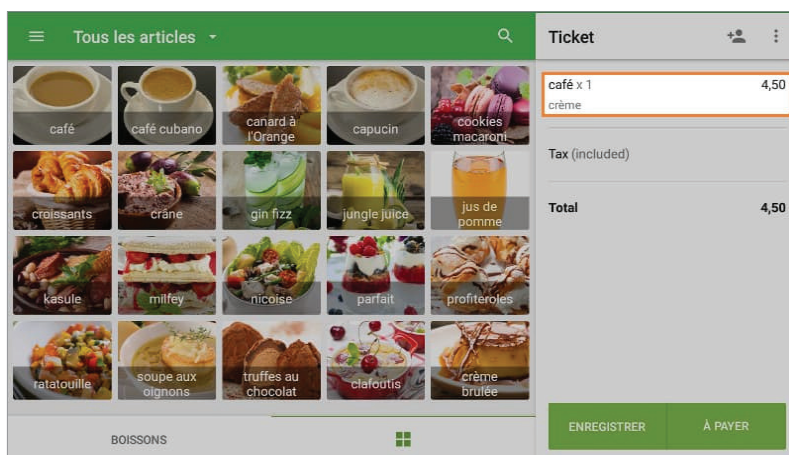 Tous les articles
Ticket
café x 1 4,50
crème
Tax (included)
Total 4,50
café
café cubano
canard à
l'Orange
capucin
cookies
macaroni
croissants
cráne
gin fizz
jungle juice
jus de
pomme
kasule
milfey
nicoise
parfait
profiteroles
ratatouille
soupe aux
oignons
truffes au
chocolat
clafoutis
crème
brulée
BOISSONS
ENREGISTRER
À PAYER